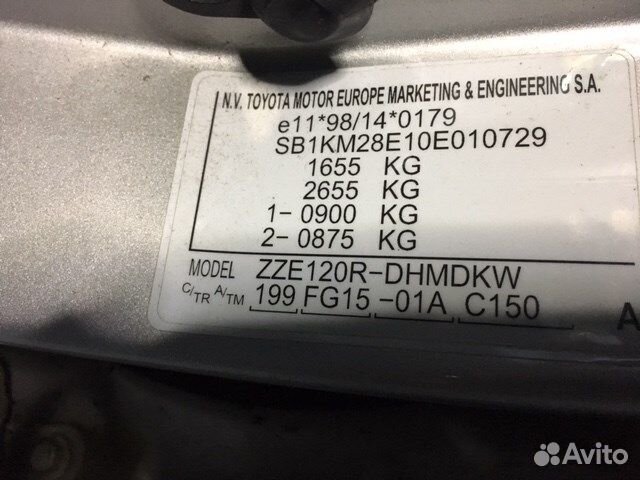 N.V. TOYOTA MOTOR EUROPE MARKETING & ENGINEERING S.A.
e11*98/14*0179
SB1KM28E10E010729
1655 KG
2655 KG
1- 0900 KG
2- 0875 KG
MODEL ZZE120R-DHMDKW
C/TR A/TM 199 FG15 -01A C150
A
Avito